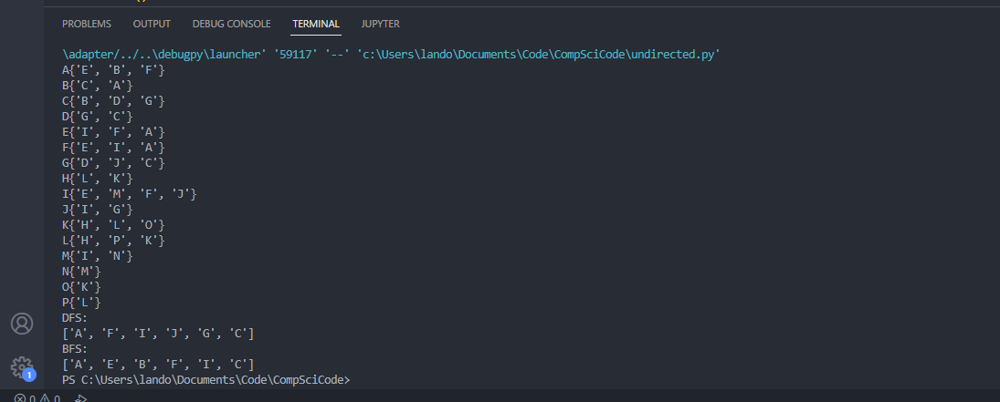 PROBLEMS OUTPUT DEBUG CONSOLE TERMINAL JUPYTER
\adapter/../..\debugpy\launcher' '59117' '--' 'c:\Users\lando\Documents\Code\CompSciCode\undirected.py'
A{'E', 'B', 'F'}
B{'C', 'A'}
C{'B', 'D', 'G'}
D{'G', 'C'}
E{'I', 'F', 'A'}
F{'E', 'I', 'A'}
G{'D', 'J', 'C'}
H{'L', 'K'}
I{'E', 'M', 'F', 'J'}
J{'I', 'G'}
K{'H', 'L', 'O'}
L{'H', 'P', 'K'}
M{'I', 'N'}
N{'M'}
O{'K'}
P{'L'}
DFS:
['A', 'F', 'I', 'J', 'G', 'C']
BFS:
['A', 'E', 'B', 'F', 'I', 'C']
PS C:\Users\lando\Documents\Code\CompSciCode>
1
0 0